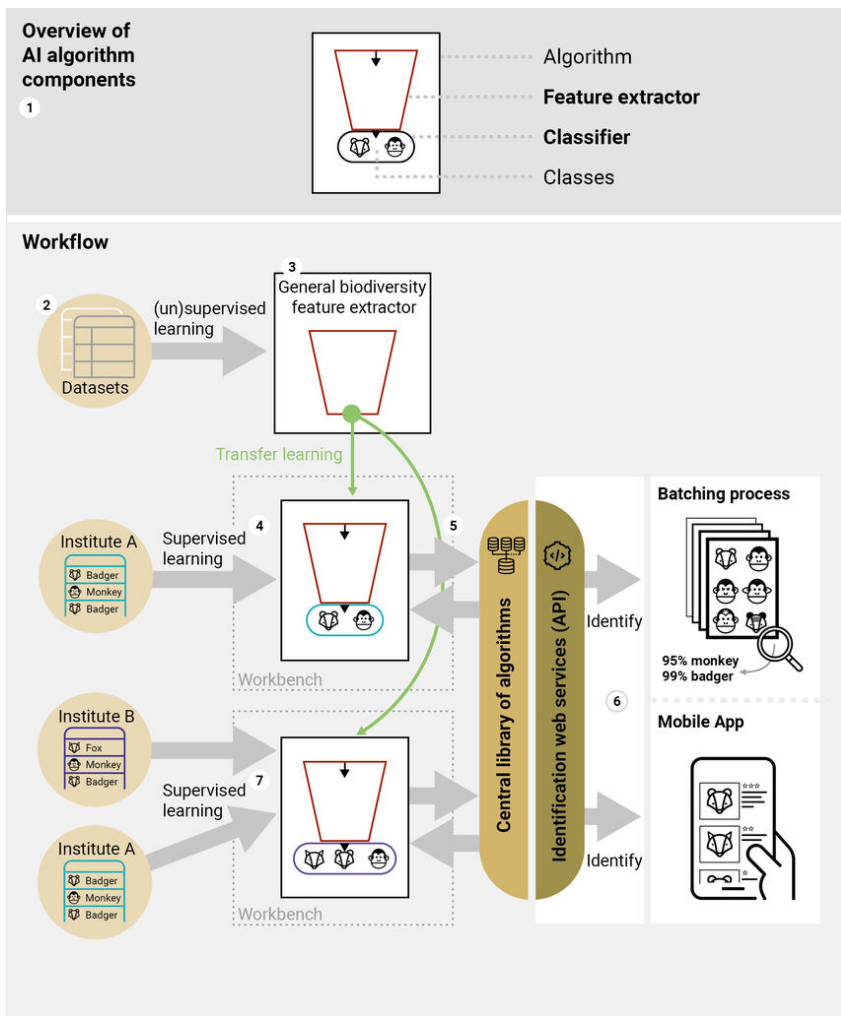 Overview of
AI algorithm
components
1
Algorithm
Feature extractor
Classifier
Classes
Workflow
2
Datasets
(un)supervised
learning
3
General biodiversity
feature extractor
Transfer learning
Institute A
Badger
Monkey
Badger
Supervised
learning
4
Workbench
5
Central library of algorithms
Identification web services (API)
</>
Identify
Batching process
95% monkey
99% badger
6
Institute B
Fox
Monkey
Badger
Supervised
learning
7
Institute A
Badger
Monkey
Badger
Workbench
Identify
Mobile App